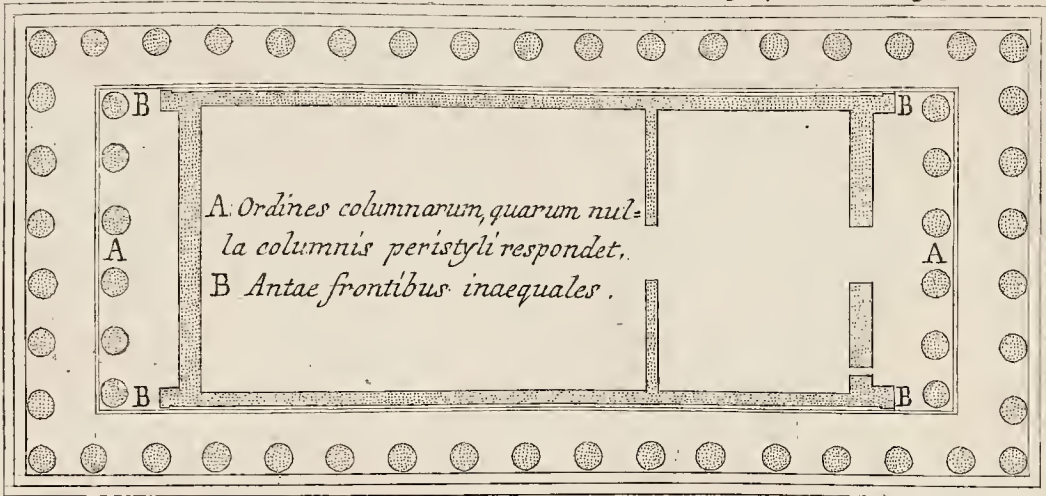 B
B
A: Ordines columnarum, quarum nul=
la columnis peristyli respondet.
A
A
B Antae frontibus inaequales.
B
B